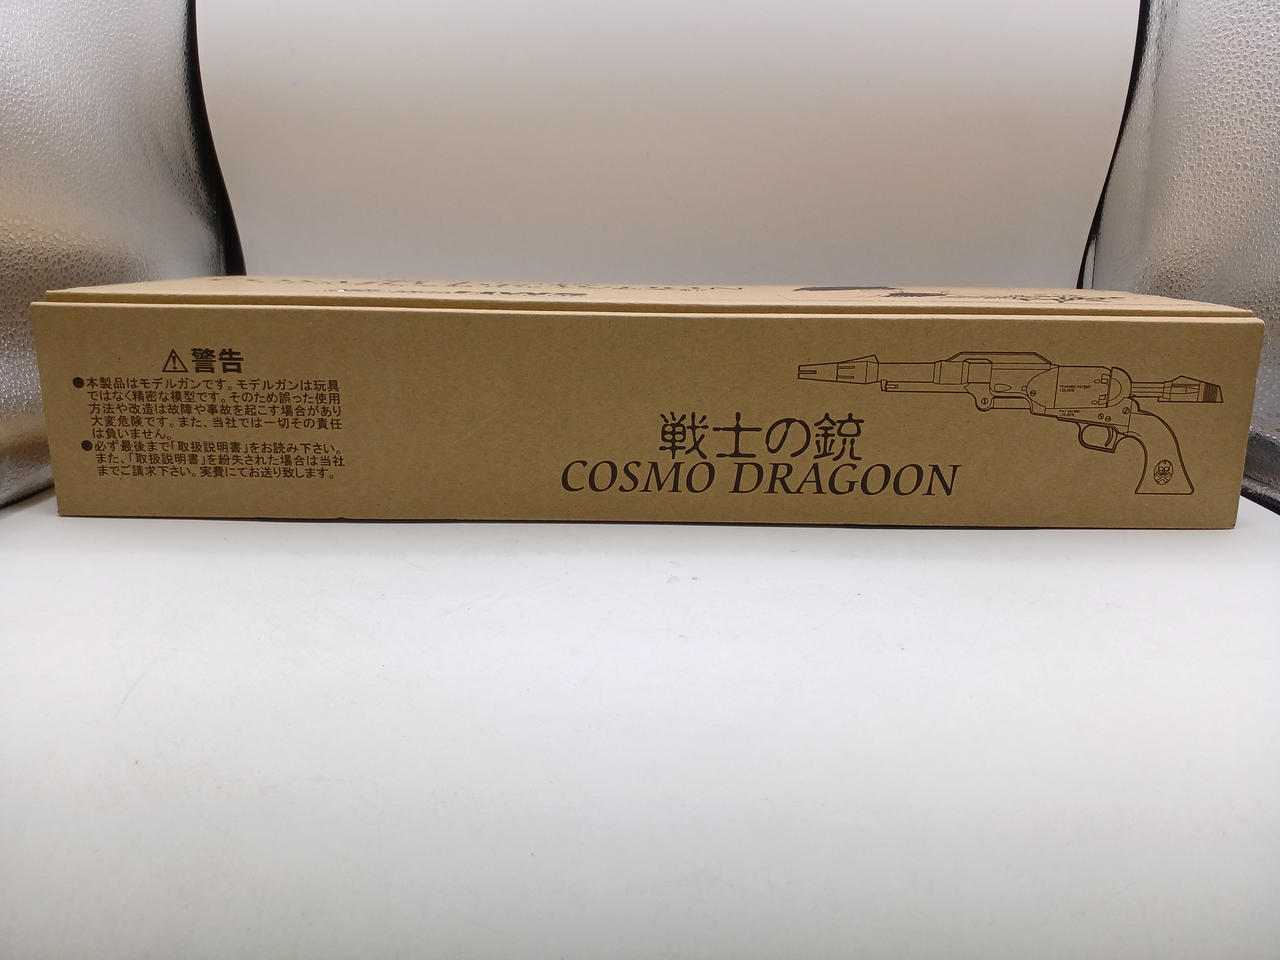 ⚠警告
●本製品はモデルガンです。モデルガンは玩具
ではなく精密な模型です。そのため誤った使用
方法や改造は故障や事故を起こす場合があり
大変危険です。また、当社では一切その責任
は負いません。
●必ず最後まで「取扱説明書」をお読み下さい。
また、「取扱説明書」を紛失された場合は当社
までご請求下さい。実費にてお送り致します。
戦士の銃
COSMO DRAGOON